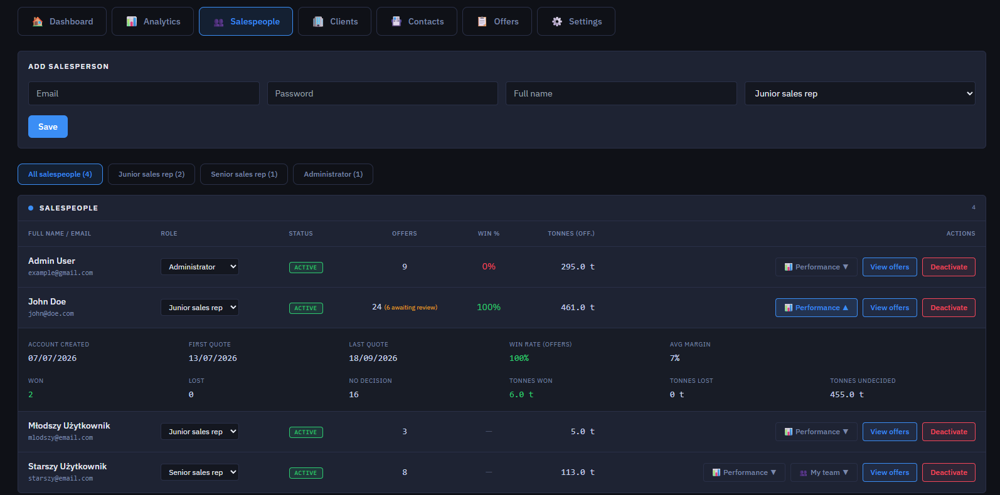 Dashboard Analytics Salespeople Clients Contacts Offers Settings
ADD SALESPERSON
Email Password Full name Junior sales rep
Save
All salespeople (4) Junior sales rep (2) Senior sales rep (1) Administrator (1)
SALESPEOPLE 4
FULL NAME / EMAIL ROLE STATUS OFFERS WIN % TONNES (OFF.) ACTIONS
Admin User
example@gmail.com
Administrator ACTIVE 9 0% 295.0 t Performance ▼ View offers Deactivate
John Doe
john@doe.com
Junior sales rep ACTIVE 24 (6 awaiting review) 100% 461.0 t Performance ▲ View offers Deactivate
ACCOUNT CREATED FIRST QUOTE LAST QUOTE WIN RATE (OFFERS) AVG MARGIN
07/07/2026 13/07/2026 18/09/2026 100% 7%
WON LOST NO DECISION TONNES WON TONNES LOST TONNES UNDECIDED
2 0 16 6.0 t 0 t 455.0 t
Młodszy Użytkownik
mlodszy@email.com
Junior sales rep ACTIVE 3 — 5.0 t Performance ▼ View offers Deactivate
Starszy Użytkownik
starszy@email.com
Senior sales rep ACTIVE 8 — 113.0 t Performance ▼ My team ▼ View offers Deactivate